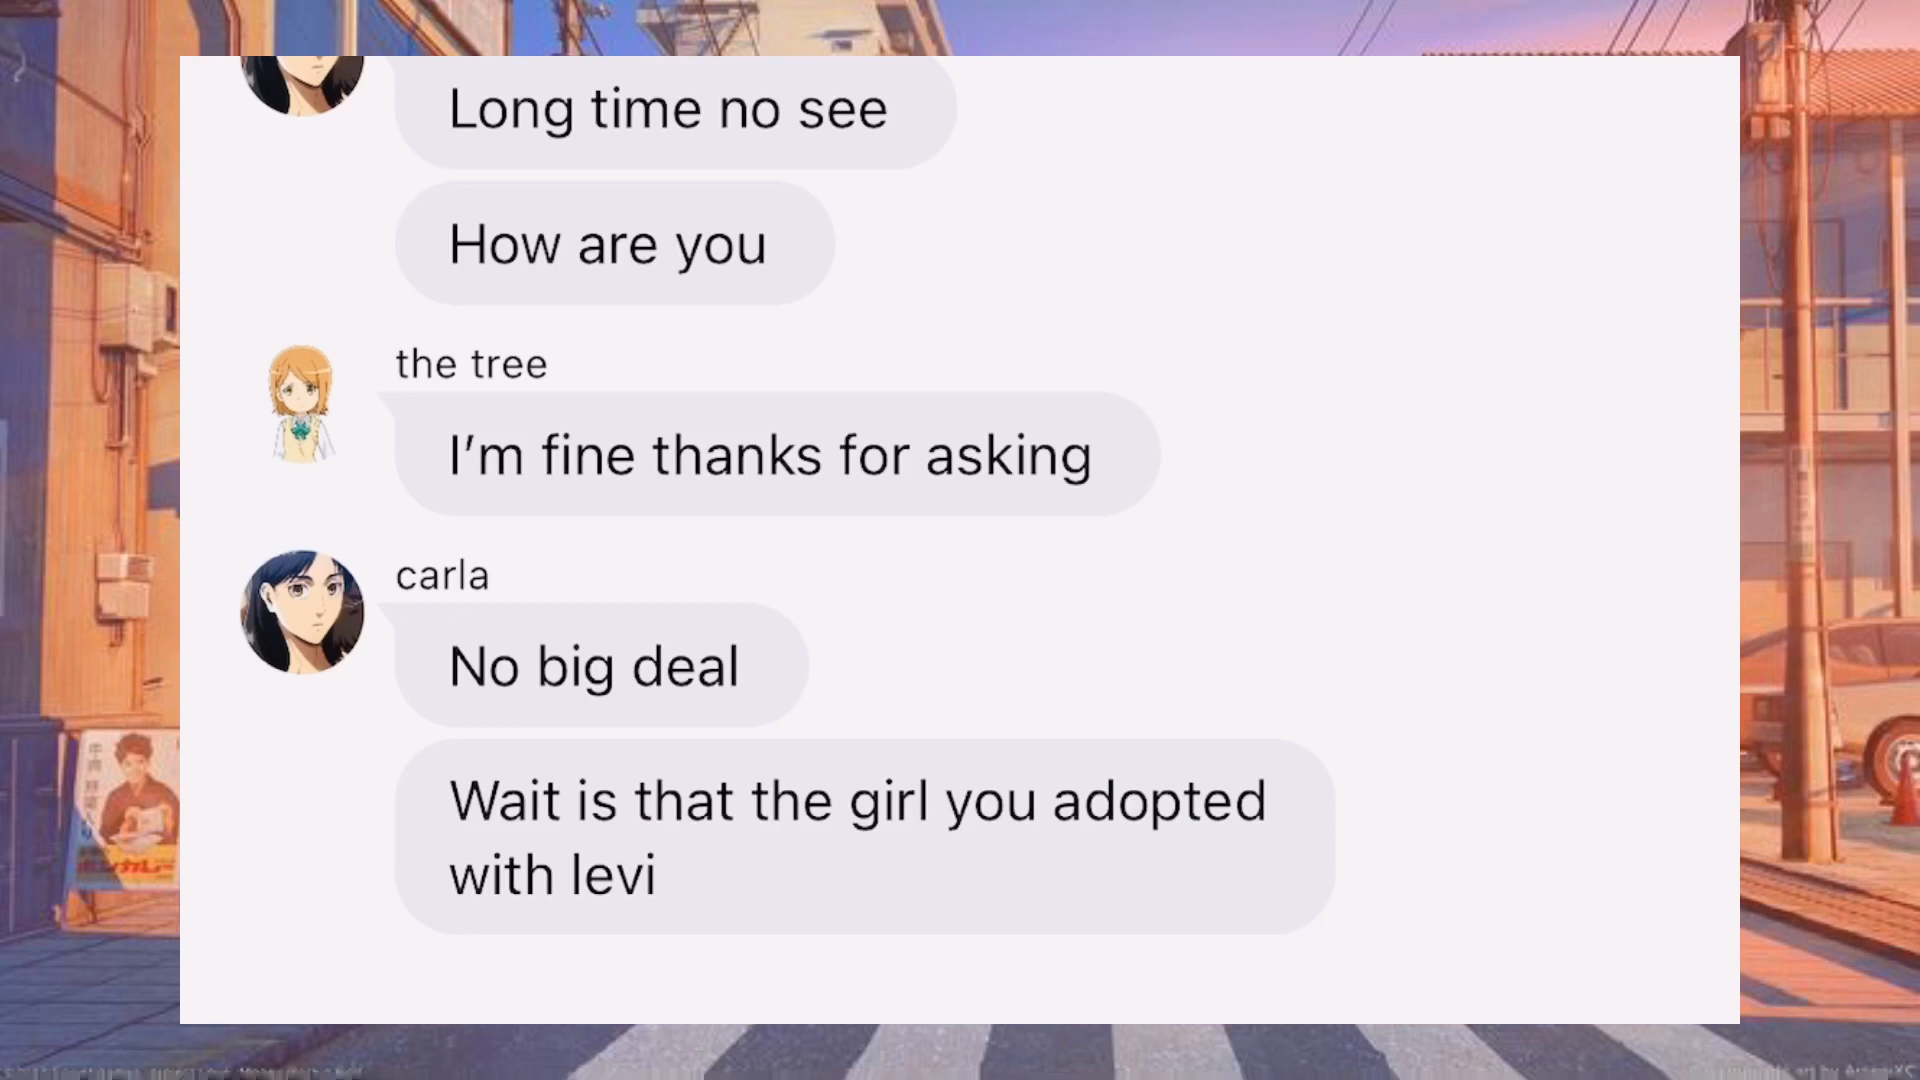 Long time no see
How are you
the tree
I'm fine thanks for asking
carla
No big deal
Wait is that the girl you adopted
with levi